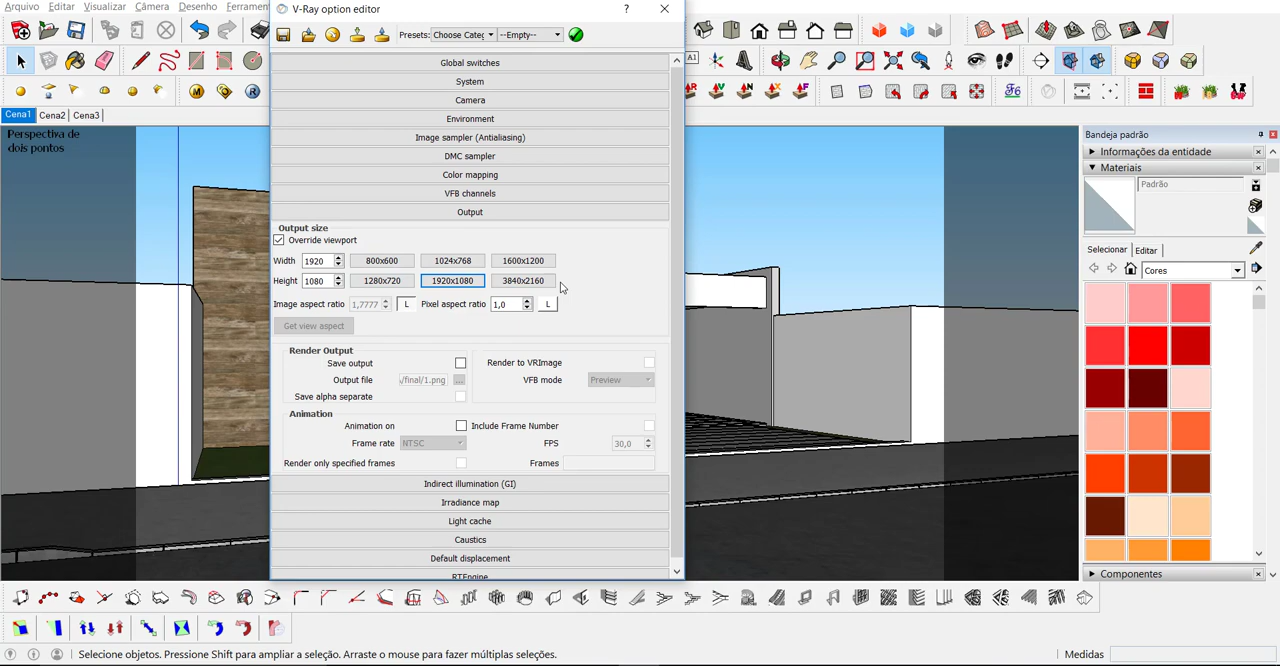 Arquivo Editar Visualizar Câmera Desenho Ferramen
V-Ray option editor
? ×
Presets: Choose Categ --Empty--
A1
M R
R V N X F
F6
Cena1 Cena2 Cena3
Perspectiva de
dois pontos
Global switches
System
Camera
Environment
Image sampler (Antialiasing)
DMC sampler
Color mapping
VFB channels
Output
Output size
Override viewport
Width 1920 800x600 1024x768 1600x1200
Height 1080 1280x720 1920x1080 3840x2160
Image aspect ratio 1,7777 L Pixel aspect ratio 1,0 L
Get view aspect
Render Output
Save output Render to VRImage
Output file ./final/1.png ... VFB mode Preview
Save alpha separate
Animation
Animation on Include Frame Number
Frame rate NTSC FPS 30,0
Render only specified frames Frames
Indirect illumination (GI)
Irradiance map
Light cache
Caustics
Default displacement
RTEngine
Bandeja padrão
Informações da entidade
Materiais
Padrão
Selecionar Editar
Cores
Componentes
Selecione objetos. Pressione Shift para ampliar a seleção. Arraste o mouse para fazer múltiplas seleções.
Medidas